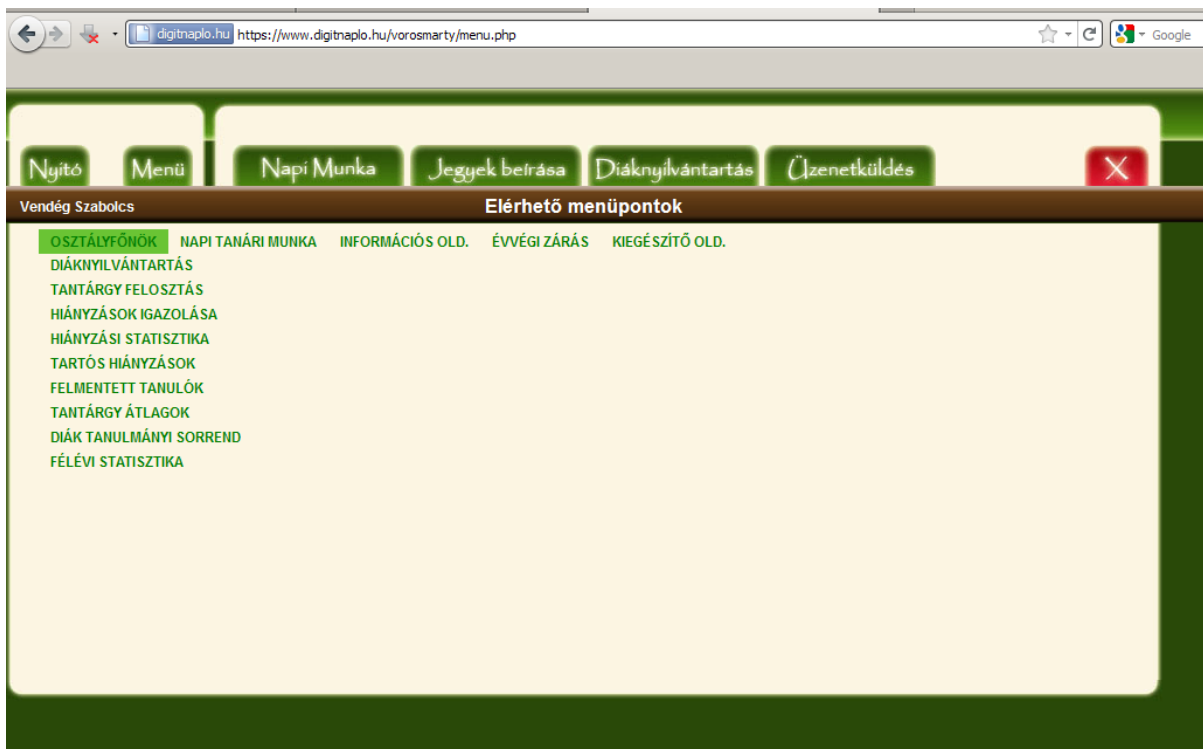 digitnaplo.hu https://www.digitnaplo.hu/vorosmarty/menu.php Google
Nyitó Menü Napi Munka Jegyek beírása Diáknyilvántartás Üzenetküldés X
Vendég Szabolcs Elérhető menüpontok
OSZTÁLYFŐNÖK NAPI TANÁRI MUNKA INFORMÁCIÓS OLD. ÉVVÉGI ZÁRÁS KIEGÉSZÍTŐ OLD.
DIÁKNYILVÁNTARTÁS
TANTÁRGY FELOSZTÁS
HIÁNYZÁSOK IGAZOLÁSA
HIÁNYZÁSI STATISZTIKA
TARTÓS HIÁNYZÁSOK
FELMENTETT TANULÓK
TANTÁRGY ÁTLAGOK
DIÁK TANULMÁNYI SORREND
FÉLÉVI STATISZTIKA